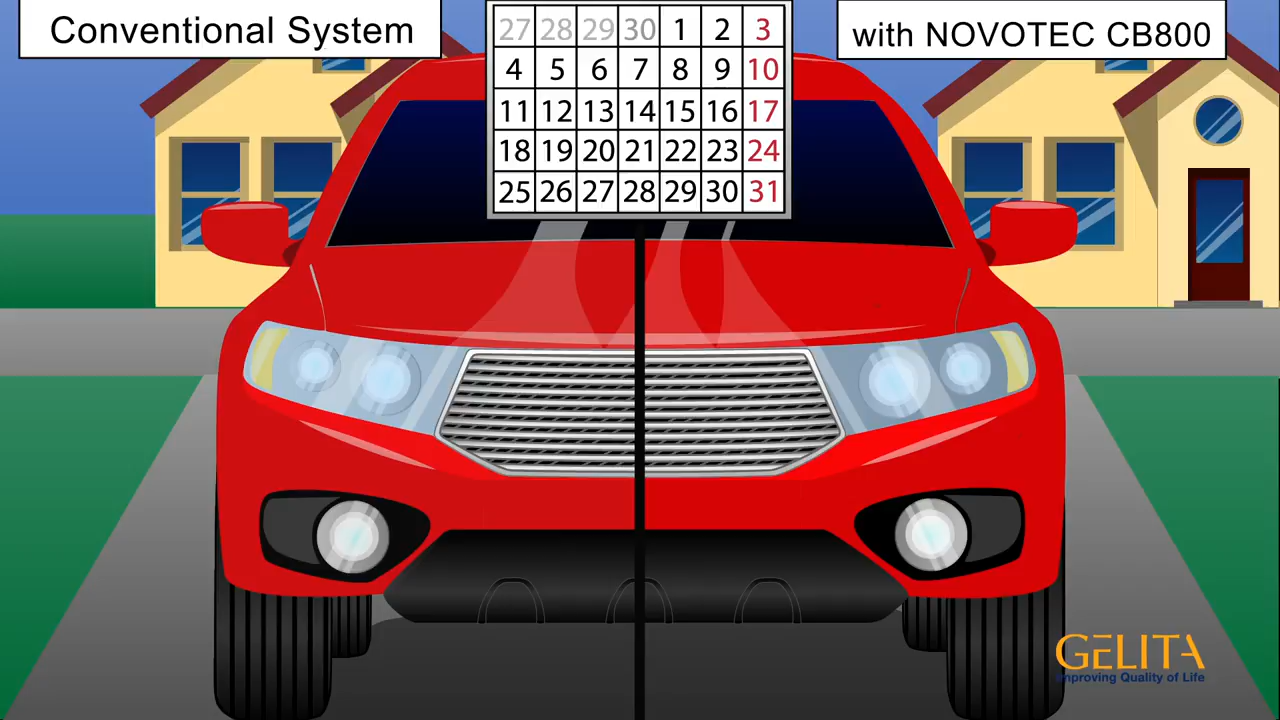 Conventional System
with NOVOTEC CB800
27 28 29 30 1 2 3
4 5 6 7 8 9 10
11 12 13 14 15 16 17
18 19 20 21 22 23 24
25 26 27 28 29 30 31
GELITA
Improving Quality of Life